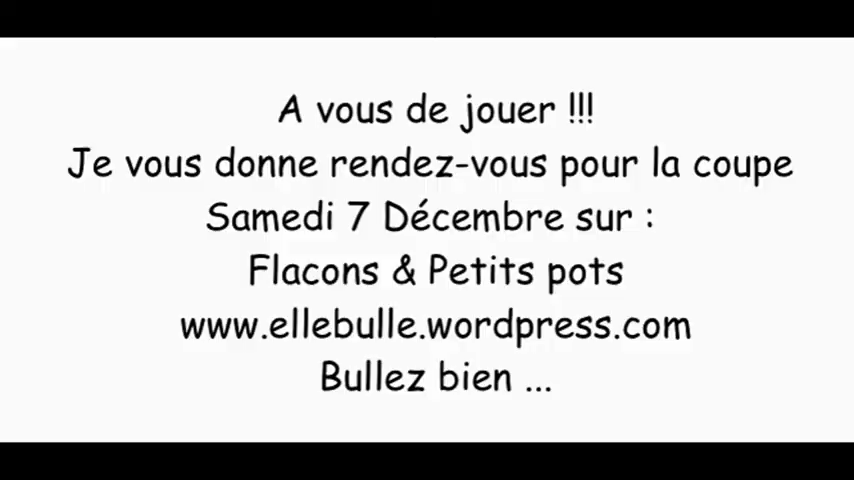 A vous de jouer !!!
Je vous donne rendez-vous pour la coupe
Samedi 7 Décembre sur :
Flacons & Petits pots
www.ellebulle.wordpress.com
Bullez bien ...